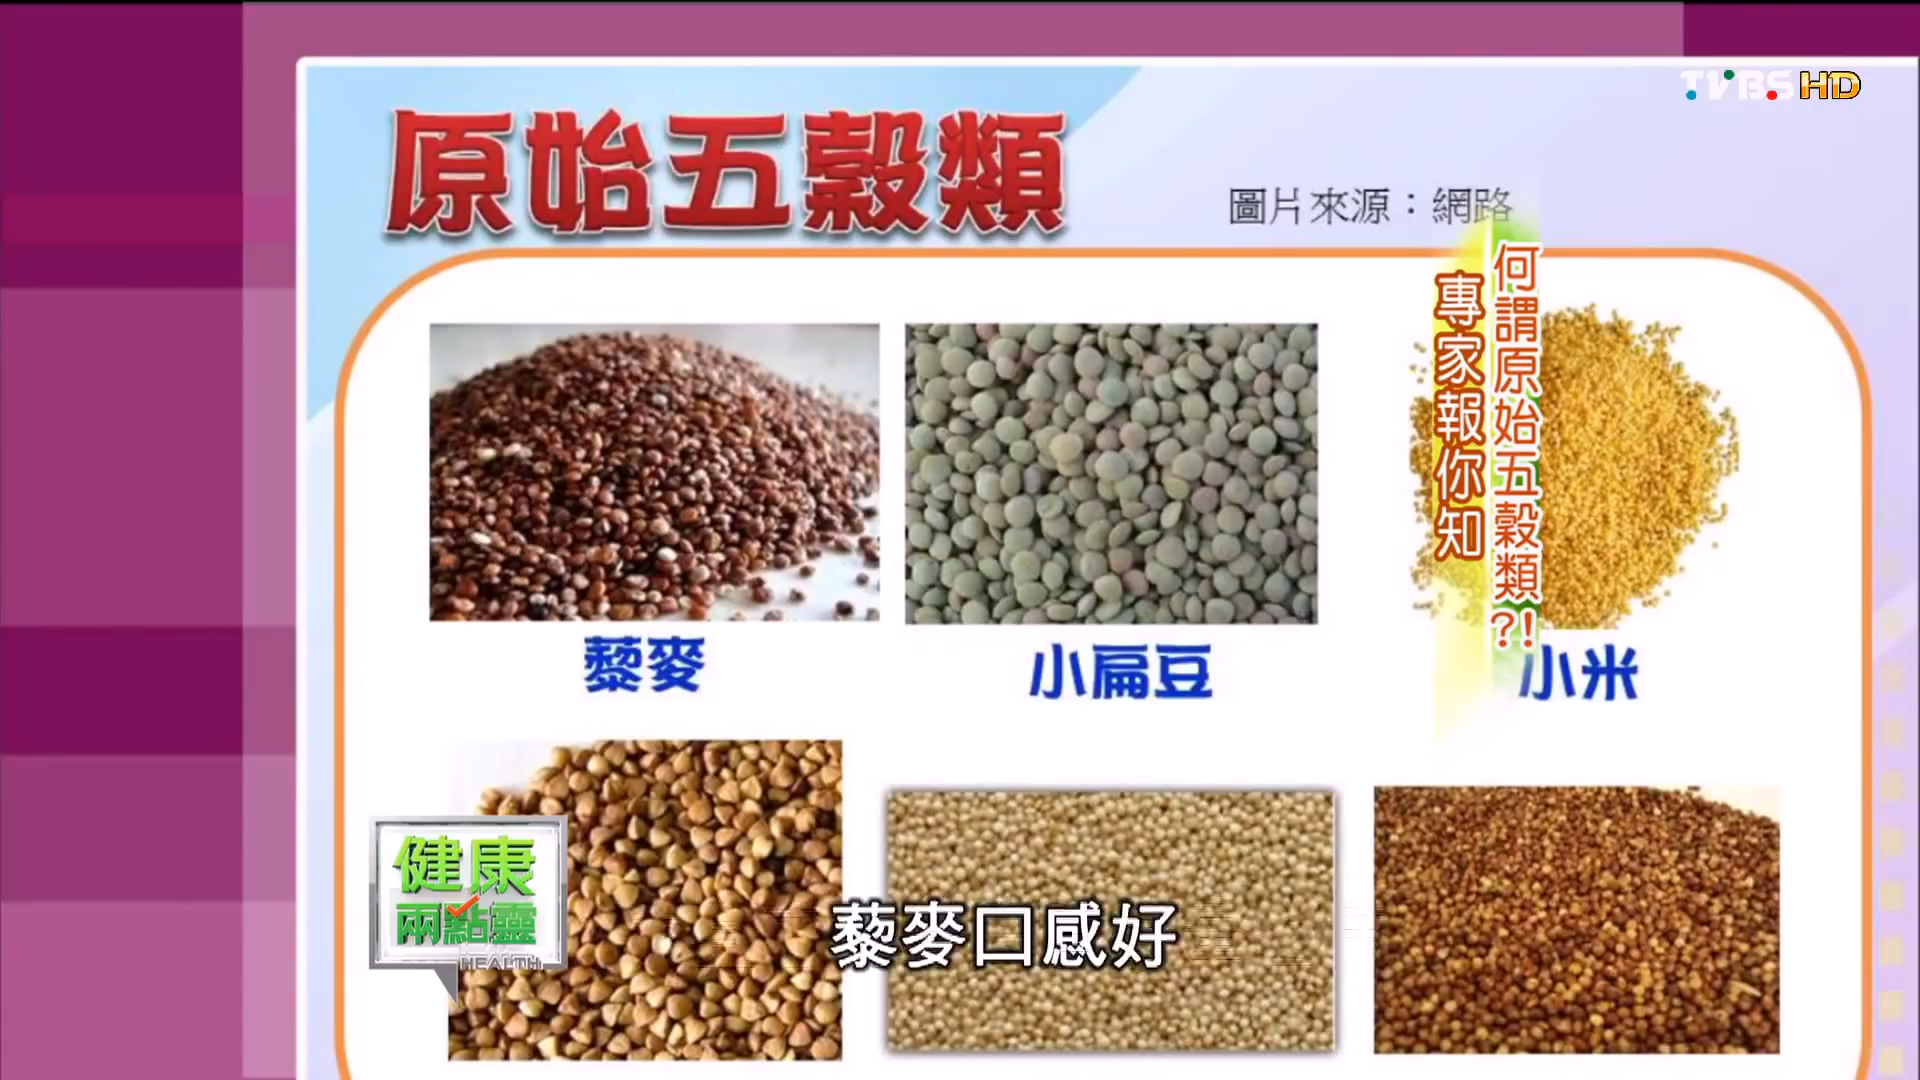 原始五穀類
圖片來源：網路
TVBS HD
何謂原始五穀類?!
專家報你知
藜麥
小扁豆
小米
健康
兩點靈
HEALTH
藜麥口感好